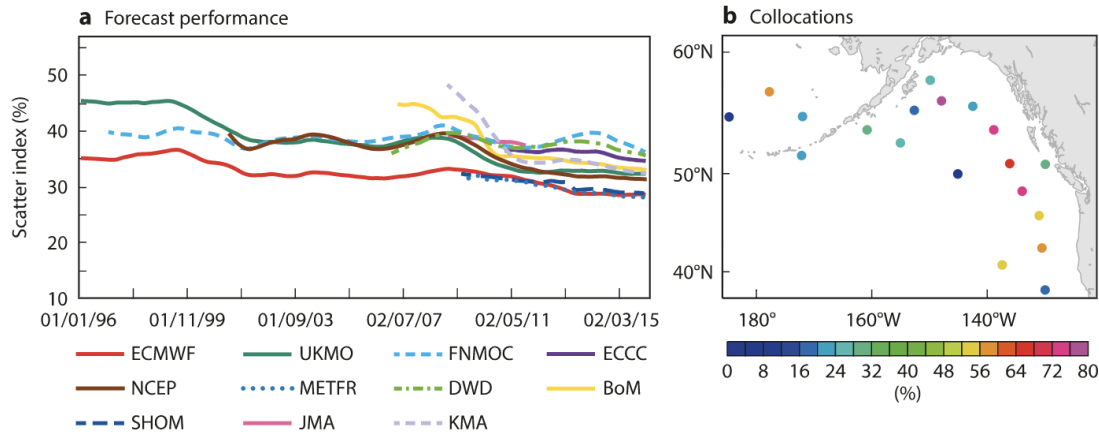 a Forecast performance
Scatter index (%)
50
40
30
20
10
01/01/96 01/11/99 01/09/03 02/07/07 02/05/11 02/03/15
ECMWF UKMO FNMOC ECCC
NCEP METFR DWD BoM
SHOM JMA KMA
b Collocations
60°N
50°N
40°N
180° 160°W 140°W
0 8 16 24 32 40 48 56 64 72 80
(%)